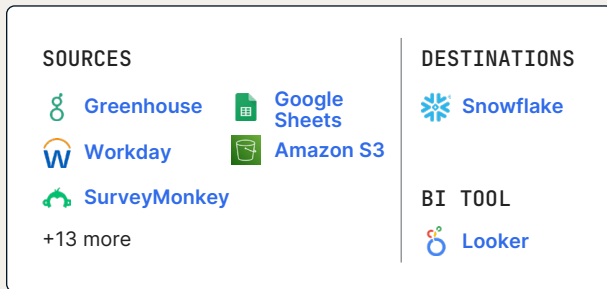 SOURCES
Greenhouse
Google
Sheets
Workday
Amazon S3
SurveyMonkey
+13 more
DESTINATIONS
Snowflake
BI TOOL
Looker